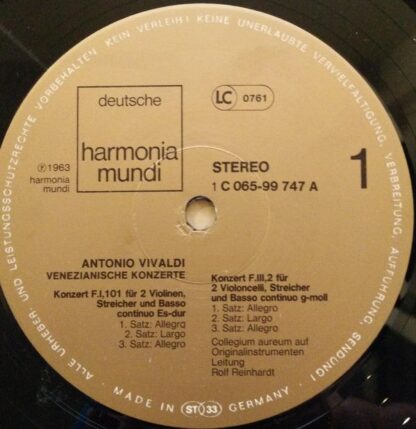 ALLE URHEBER UND LEISTUNGSSCHUTZRECHTE VORBEHALTEN KEIN VERLEIH! KEINE UNERLAUBTE VERVIELFÄLTIGUNG, VERBREITUNG, AUFFÜHRUNG, SENDUNG!
deutsche
harmonia
mundi
LC 0761
℗ 1963
harmonia
mundi
STEREO
1 C 065-99 747 A
1
ANTONIO VIVALDI
VENEZIANISCHE KONZERTE
Konzert F.I,101 für 2 Violinen,
Streicher und Basso
continuo Es-dur
1. Satz: Allegro
2. Satz: Largo
3. Satz: Allegro
Konzert F.III,2 für
2 Violoncelli, Streicher
und Basso continuo g-moll
1. Satz: Allegro
2. Satz: Largo
3. Satz: Allegro
Collegium aureum auf
Originalinstrumenten
Leitung
Rolf Reinhardt
MADE IN ST 33 GERMANY